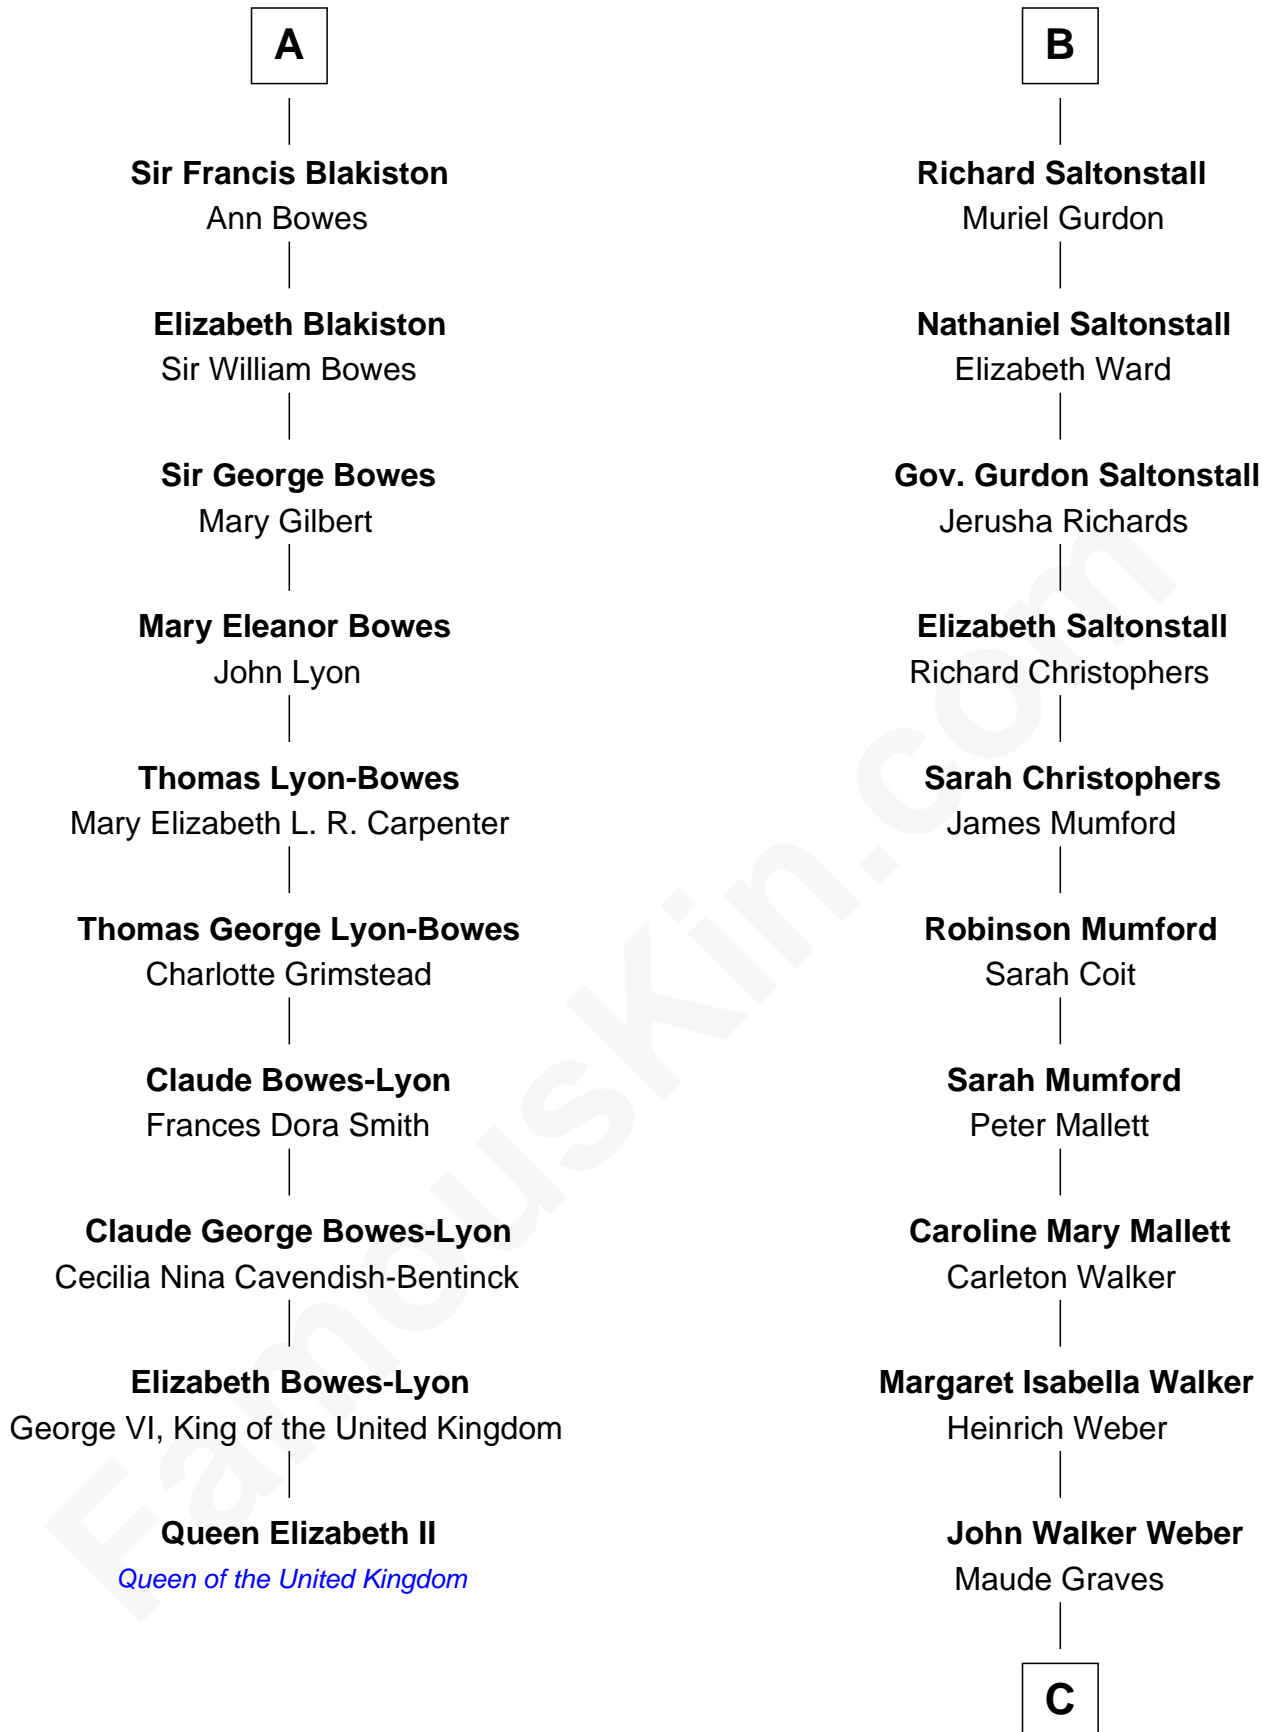 A
Sir Francis Blakiston
Ann Bowes
Elizabeth Blakiston
Sir William Bowes
Sir George Bowes
Mary Gilbert
Mary Eleanor Bowes
John Lyon
Thomas Lyon-Bowes
Mary Elizabeth L. R. Carpenter
Thomas George Lyon-Bowes
Charlotte Grimstead
Claude Bowes-Lyon
Frances Dora Smith
Claude George Bowes-Lyon
Cecilia Nina Cavendish-Bentinck
Elizabeth Bowes-Lyon
George VI, King of the United Kingdom
Queen Elizabeth II
Queen of the United Kingdom
B
Richard Saltonstall
Muriel Gurdon
Nathaniel Saltonstall
Elizabeth Ward
Gov. Gurdon Saltonstall
Jerusha Richards
Elizabeth Saltonstall
Richard Christophers
Sarah Christophers
James Mumford
Robinson Mumford
Sarah Coit
Sarah Mumford
Peter Mallett
Caroline Mary Mallett
Carleton Walker
Margaret Isabella Walker
Heinrich Weber
John Walker Weber
Maude Graves
C
FamousKin.com